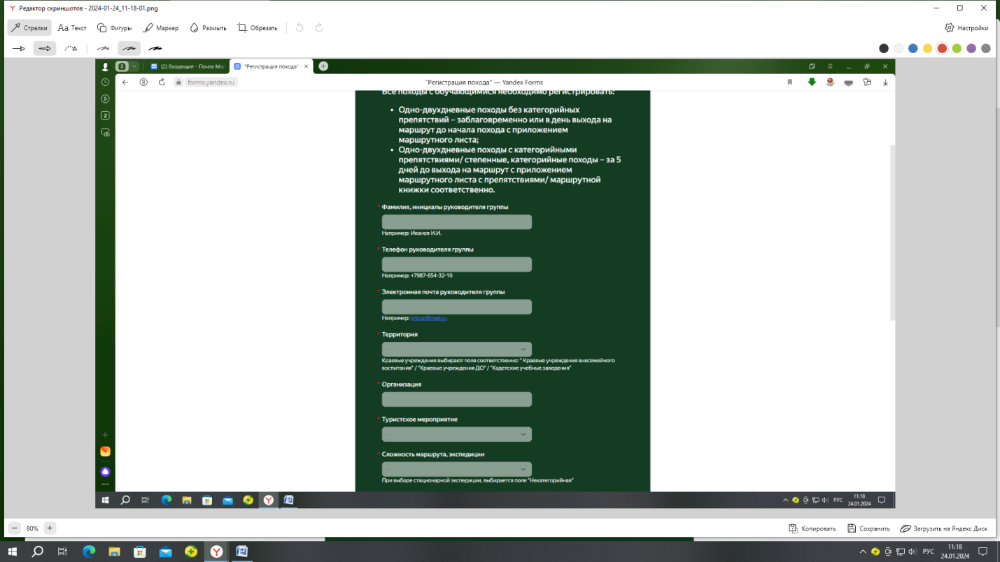 Редактор скриншотов - 2024-01-24_11-18-01.png
Стрелки
Aa Текст
Фигуры
Маркер
Размыть
Обрезать
Настройки
2
(2) Входящие - Почта Ма
"Регистрация похода" -
forms.yandex.ru
"Регистрация похода" — Yandex Forms
2
Все походы с обучающимися необходимо регистрировать:
• Одно-двухдневные походы без категорийных
препятствий – заблаговременно или в день выхода на
маршрут до начала похода с приложением
маршрутного листа;
• Одно-двухдневные походы с категорийными
препятствиями/ степенные, категорийные походы – за 5
дней до выхода на маршрут с приложением
маршрутного листа с препятствиями/ маршрутной
книжки соответственно.
* Фамилия, инициалы руководителя группы
Например: Иванов И.И.
* Телефон руководителя группы
Например: +7987-654-32-10
* Электронная почта руководителя группы
Например: krstur@mail.ru
* Территория
Краевые учреждения выбирают поля соответственно: " Краевые учреждения внесемейного
воспитания" / "Краевые учреждения ДО" / "Кадетские учебные заведения"
* Организация
* Туристское мероприятие
* Сложность маршрута, экспедиции
При выборе стационарной экспедиции, выбирается поле "Некатегорийная"
РУС
11:18
24.01.2024
80%
Копировать
Сохранить
Загрузить на Яндекс Диск
РУС
11:18
24.01.2024